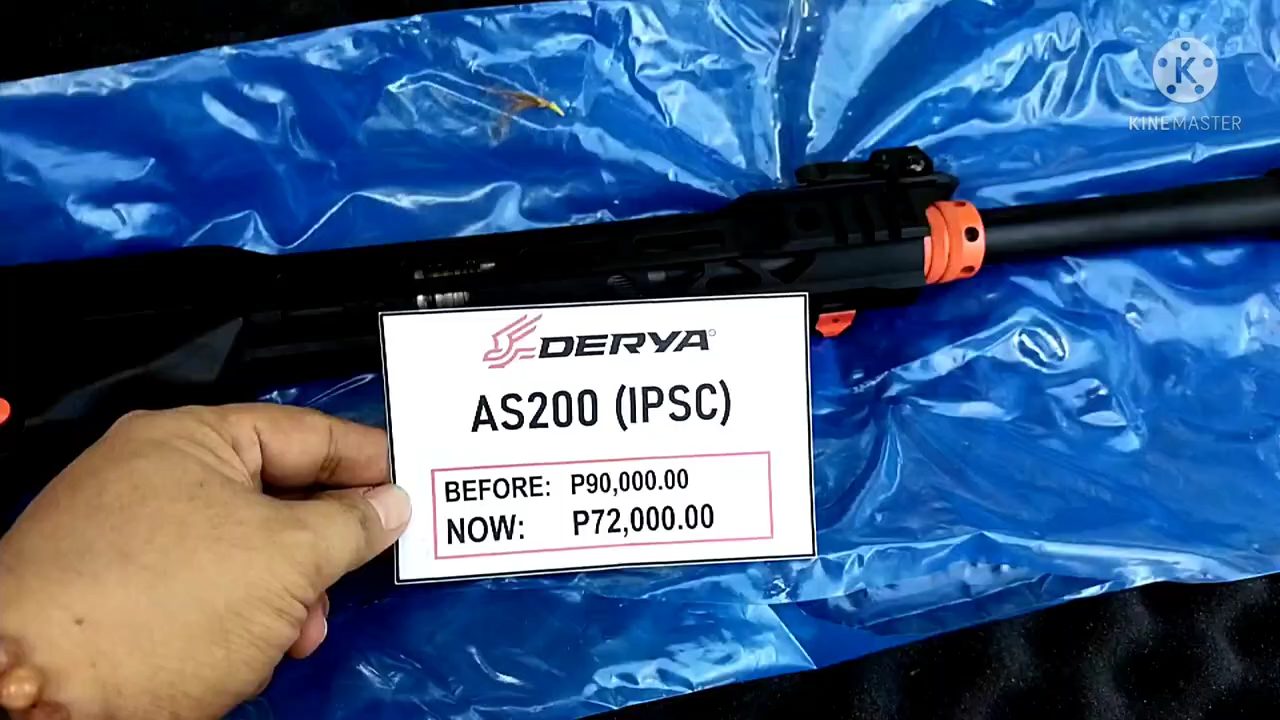 K
KINEMASTER
DERYA
AS200 (IPSC)
BEFORE: P90,000.00
NOW: P72,000.00